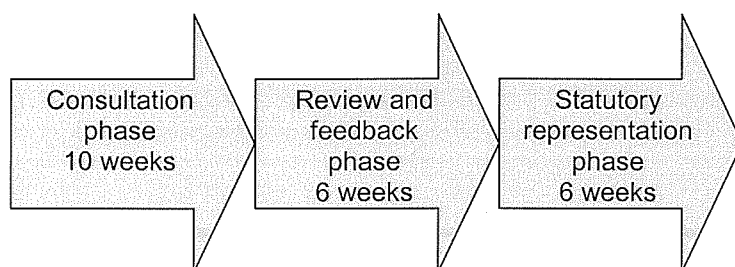 Consultation
phase
10 weeks
Review and
feedback
phase
6 weeks
Statutory
representation
phase
6 weeks